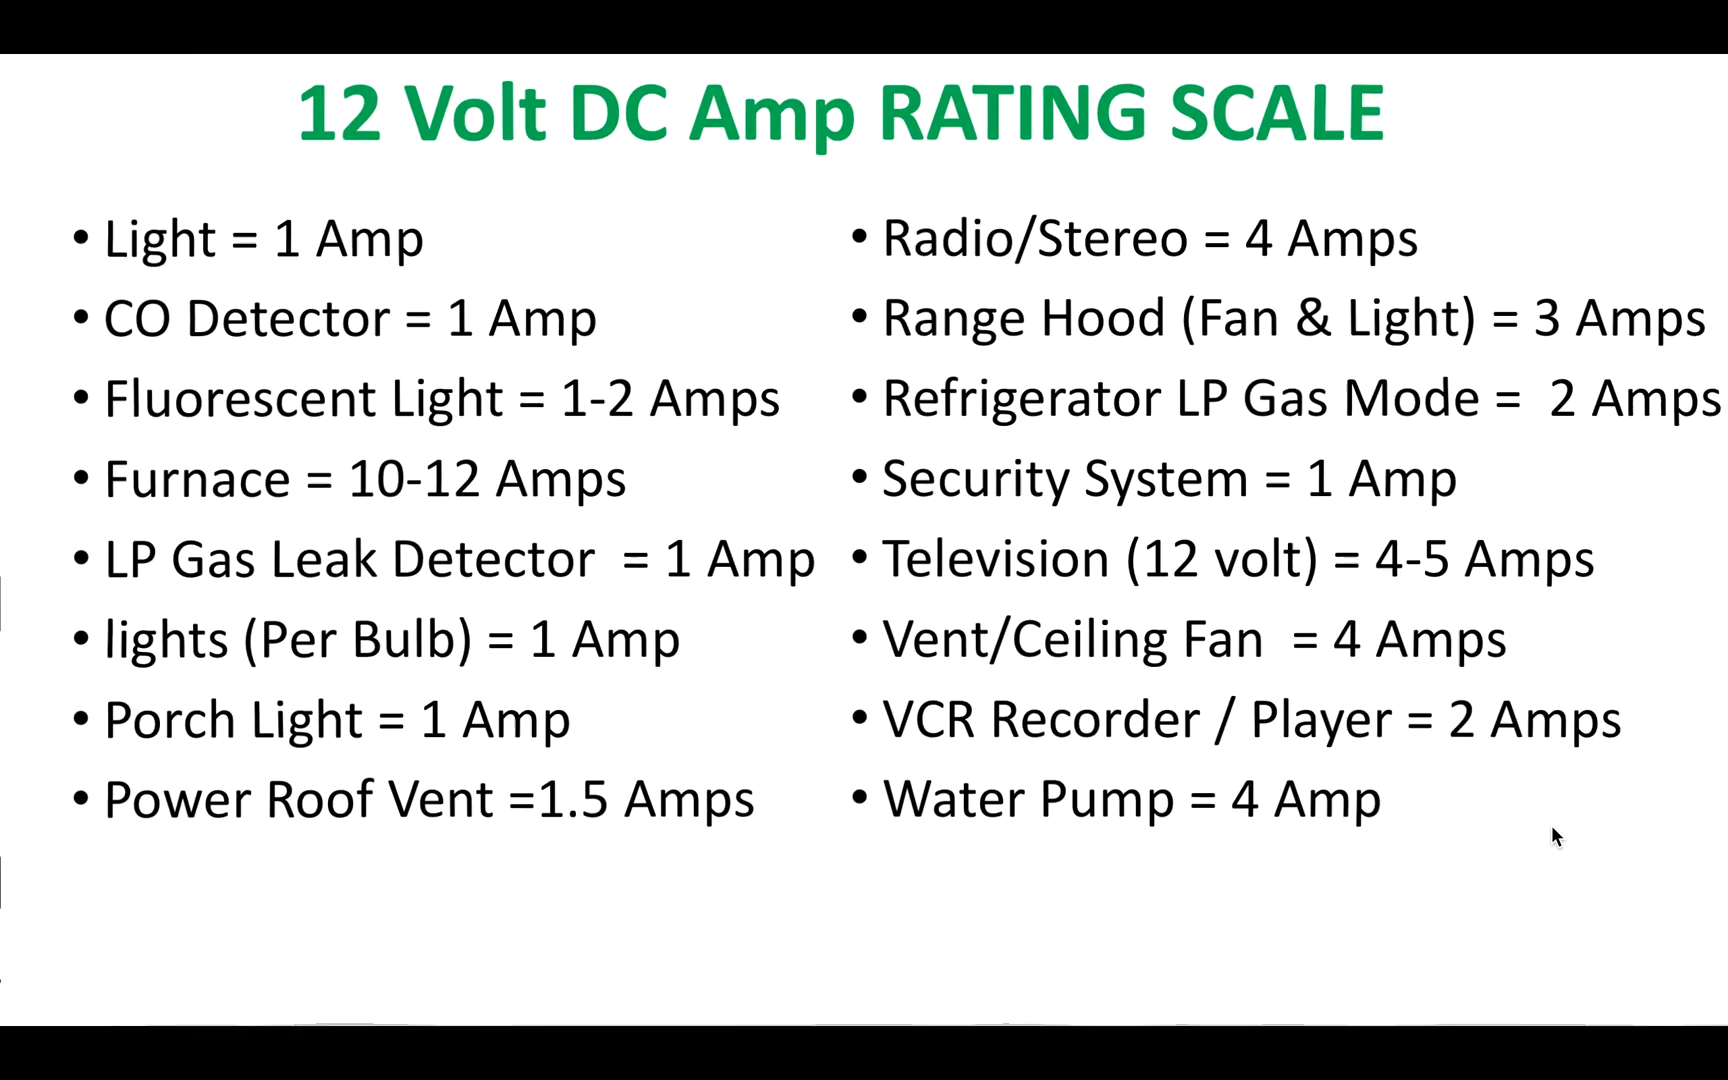 12 Volt DC Amp RATING SCALE
• Light = 1 Amp
• CO Detector = 1 Amp
• Fluorescent Light = 1-2 Amps
• Furnace = 10-12 Amps
• LP Gas Leak Detector  = 1 Amp
• lights (Per Bulb) = 1 Amp
• Porch Light = 1 Amp
• Power Roof Vent =1.5 Amps
• Radio/Stereo = 4 Amps
• Range Hood (Fan & Light) = 3 Amps
• Refrigerator LP Gas Mode =  2 Amps
• Security System = 1 Amp
• Television (12 volt) = 4-5 Amps
• Vent/Ceiling Fan  = 4 Amps
• VCR Recorder / Player = 2 Amps
• Water Pump = 4 Amp